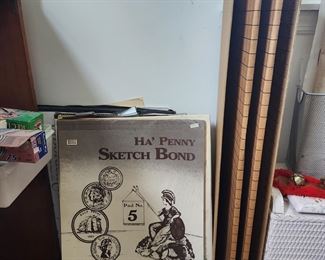 HA' PENNY
SKETCH BOND
Pad No.
5